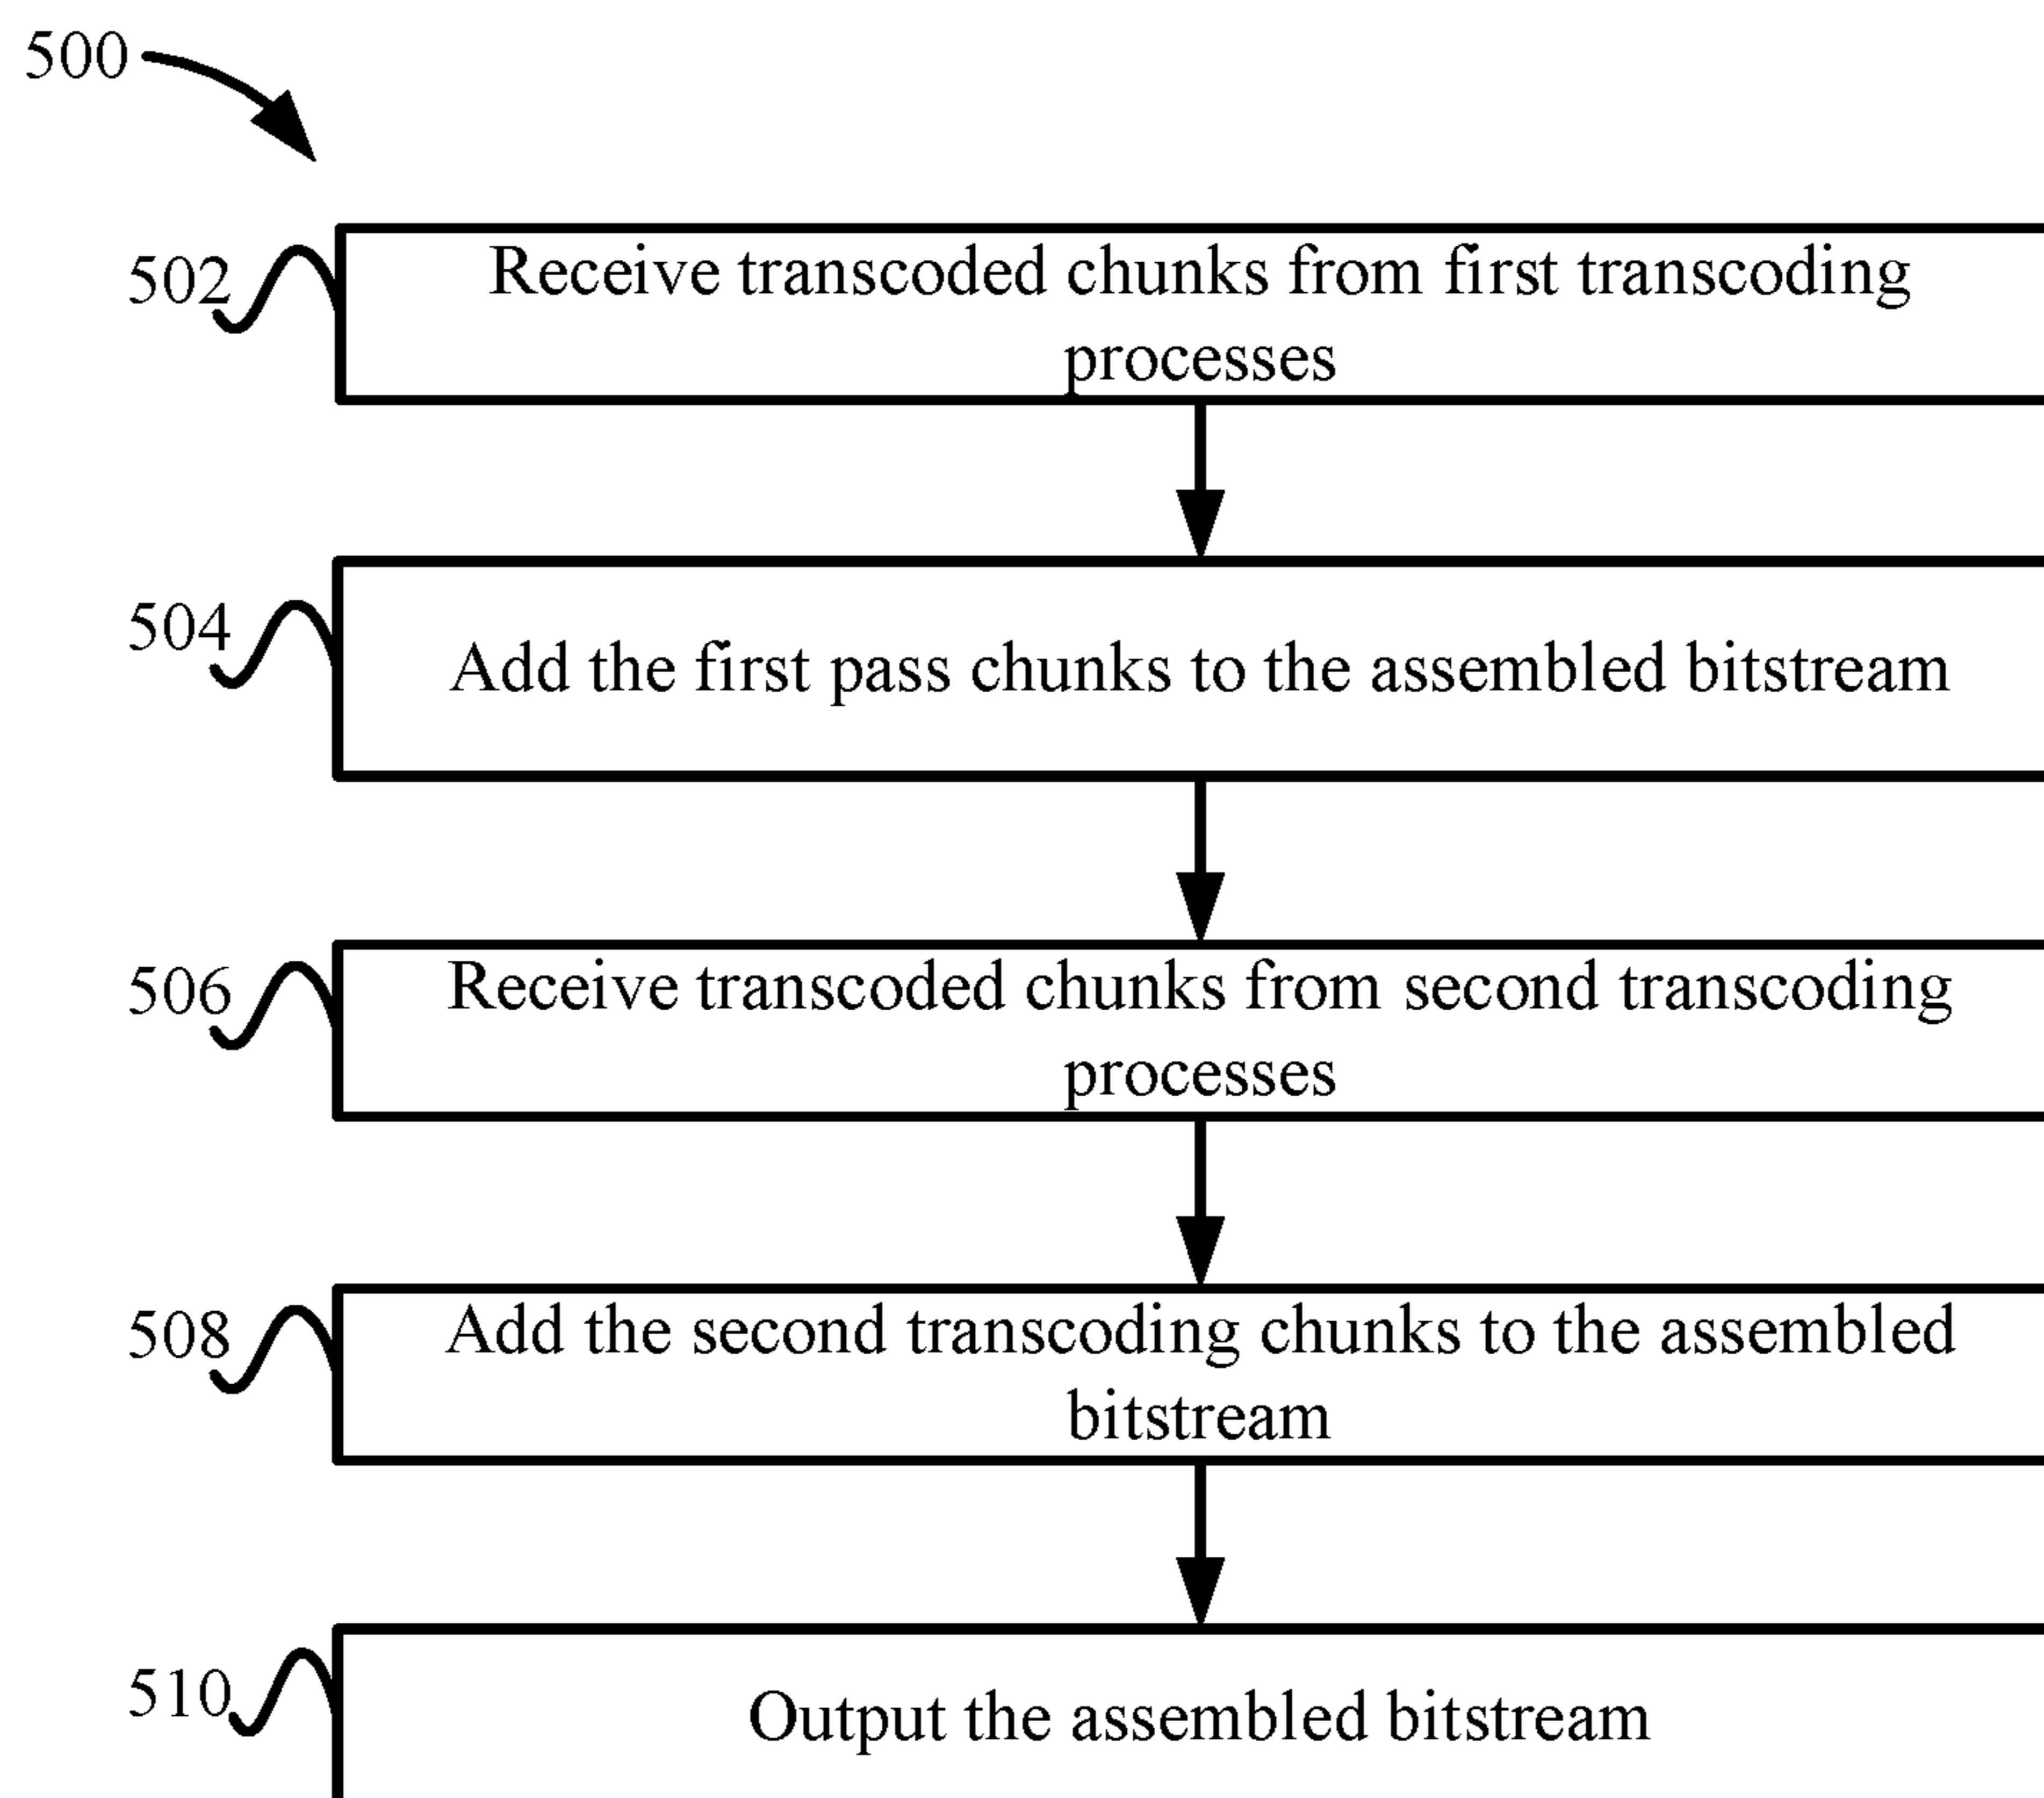 500
502
Receive transcoded chunks from first transcoding
processes
504
Add the first pass chunks to the assembled bitstream
506
Receive transcoded chunks from second transcoding
processes
508
Add the second transcoding chunks to the assembled
bitstream
510
Output the assembled bitstream